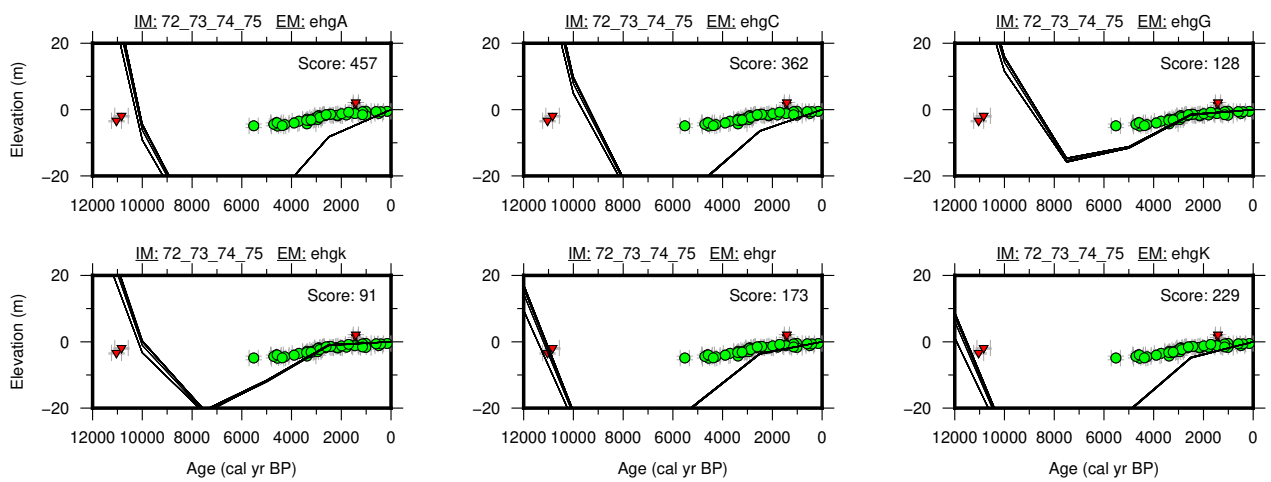 IM: 72_73_74_75 EM: ehgA
IM: 72_73_74_75 EM: ehgC
IM: 72_73_74_75 EM: ehgG
Elevation (m)
20
0
−20
Score: 457
12000 10000 8000 6000 4000 2000 0
20
0
−20
Score: 362
12000 10000 8000 6000 4000 2000 0
20
0
−20
Score: 128
12000 10000 8000 6000 4000 2000 0
IM: 72_73_74_75 EM: ehgk
IM: 72_73_74_75 EM: ehgr
IM: 72_73_74_75 EM: ehgK
Elevation (m)
20
0
−20
Score: 91
12000 10000 8000 6000 4000 2000 0
Age (cal yr BP)
20
0
−20
Score: 173
12000 10000 8000 6000 4000 2000 0
Age (cal yr BP)
20
0
−20
Score: 229
12000 10000 8000 6000 4000 2000 0
Age (cal yr BP)